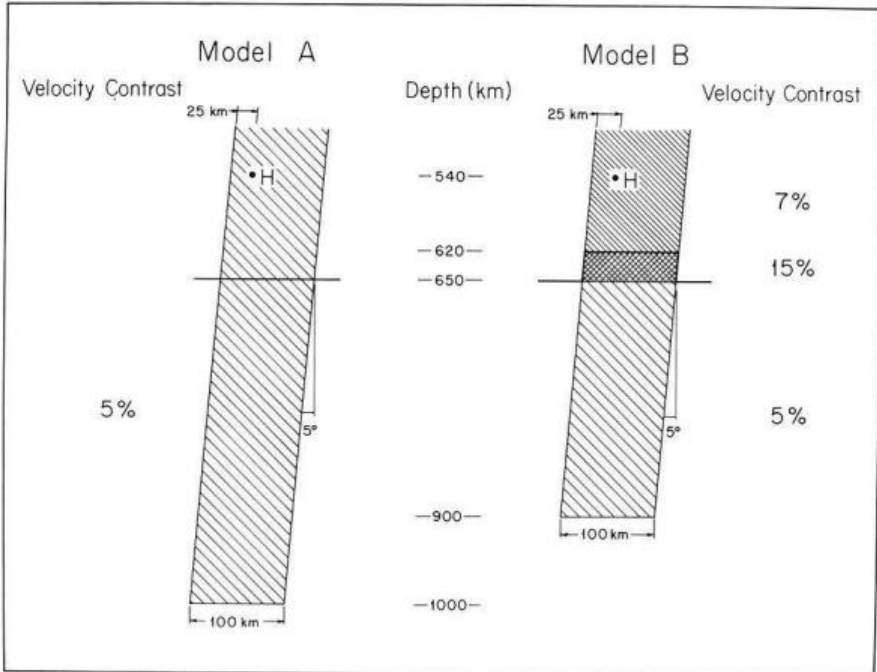 Model A
Model B
Velocity Contrast
Depth (km)
Velocity Contrast
25 km
25 km
H
—540—
H
7%
—620—
15%
—650—
5%
5°
5%
5°
—900—
100 km
—1000—
100 km